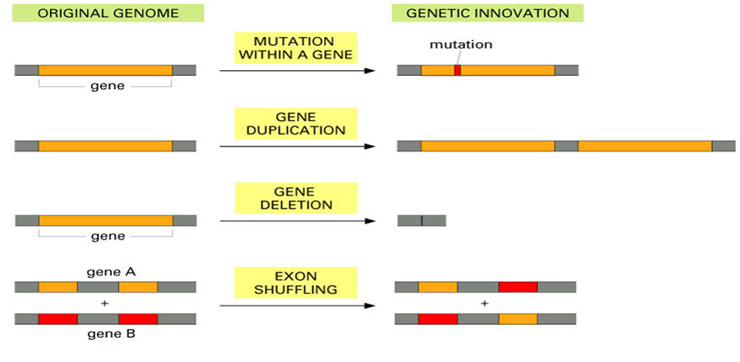 ORIGINAL GENOME
GENETIC INNOVATION
MUTATION
WITHIN A GENE
mutation
gene
GENE
DUPLICATION
GENE
DELETION
gene
gene A
+
gene B
EXON
SHUFFLING
+